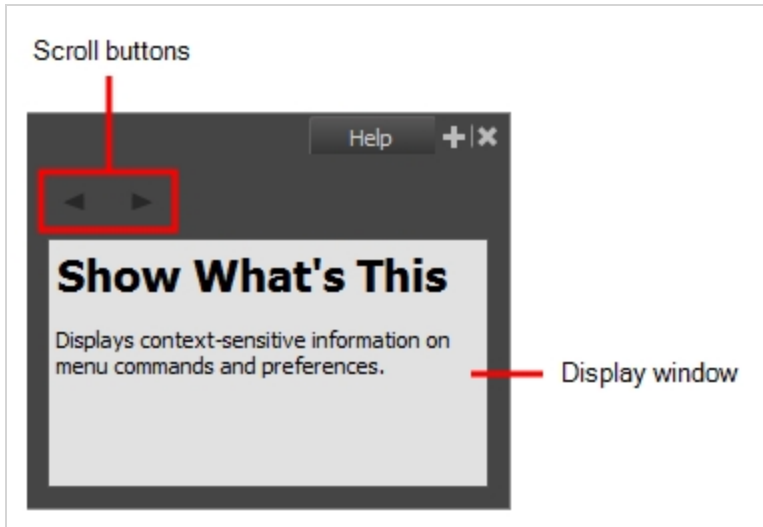 Scroll buttons
Help
Show What's This
Displays context-sensitive information on
menu commands and preferences.
Display window